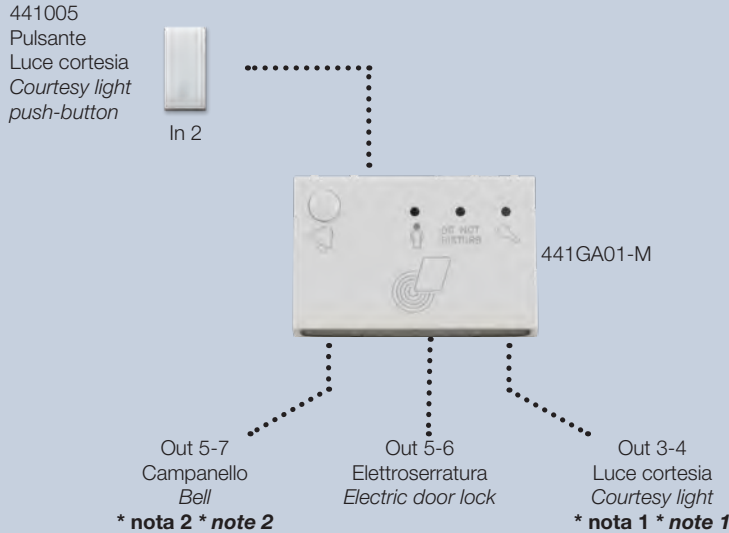 441005
Pulsante
Luce cortesia
Courtesy light
push-button
In 2
DO NOT
DISTURB
441GA01-M
Out 5-7
Campanello
Bell
* nota 2 * note 2
Out 5-6
Elettroserratura
Electric door lock
Out 3-4
Luce cortesia
Courtesy light
* nota 1 * note 1